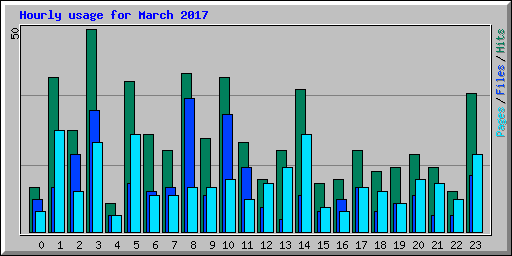 Hourly usage for March 2017
50
Pages/Files/Hits
0 1 2 3 4 5 6 7 8 9 10 11 12 13 14 15 16 17 18 19 20 21 22 23